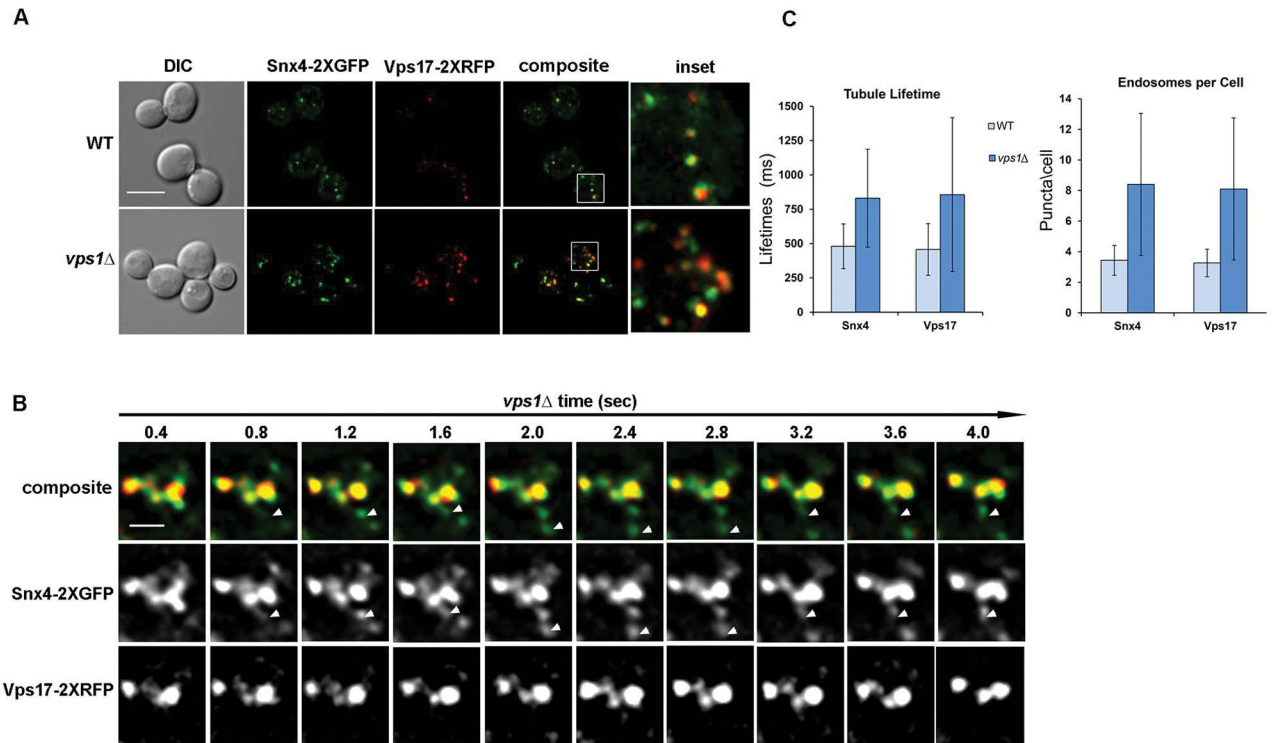 A
DIC Snx4-2XGFP Vps17-2XRFP composite inset
WT
vps1Δ
C
Tubule Lifetime
Lifetimes (ms)
1500
1250
1000
750
500
250
0
Snx4 Vps17
WT
vps1Δ
Endosomes per Cell
Puncta\cell
14
12
10
8
6
4
2
0
Snx4 Vps17
B
vps1Δ time (sec)
0.4 0.8 1.2 1.6 2.0 2.4 2.8 3.2 3.6 4.0
composite
Snx4-2XGFP
Vps17-2XRFP